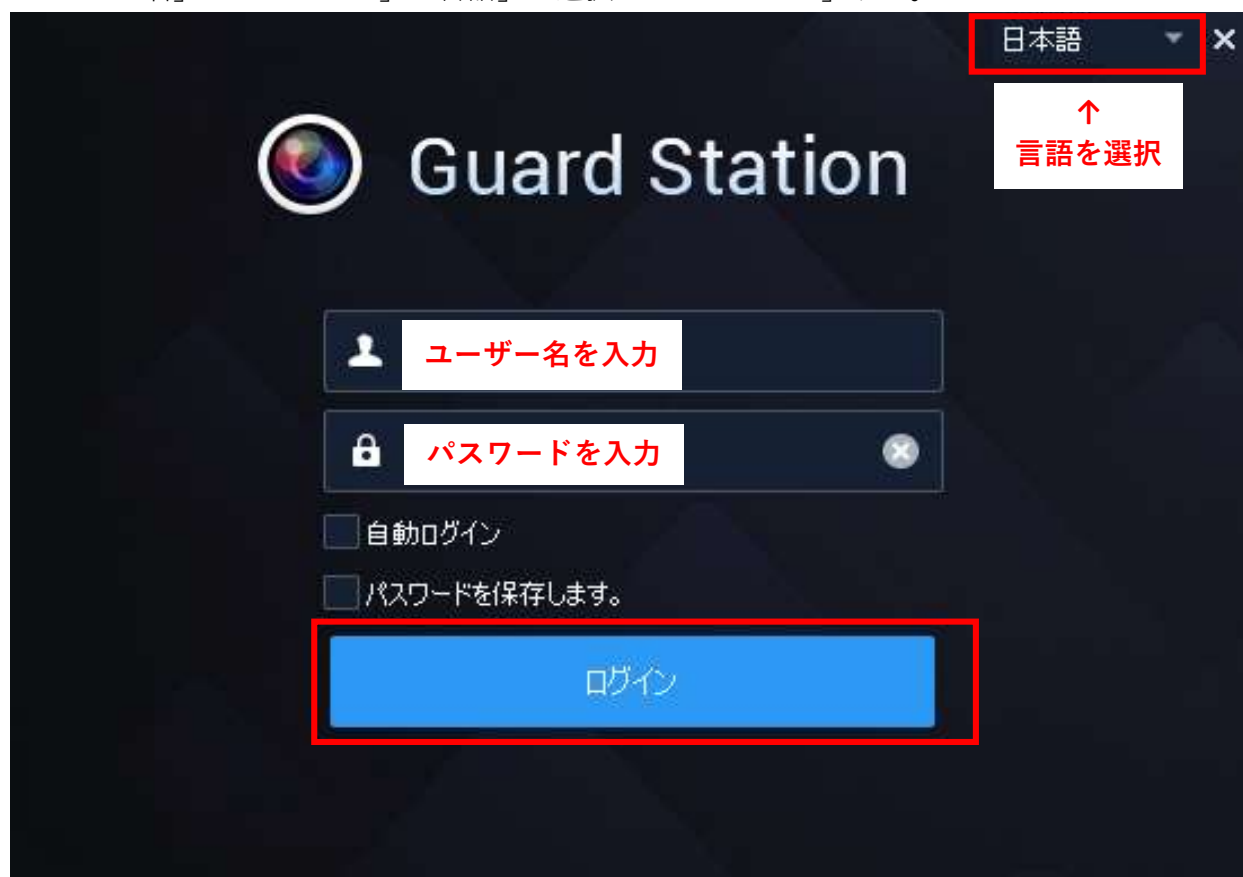 日本語
↑
言語を選択
Guard Station
ユーザー名を入力
パスワードを入力
自動ログイン
パスワードを保存します。
ログイン